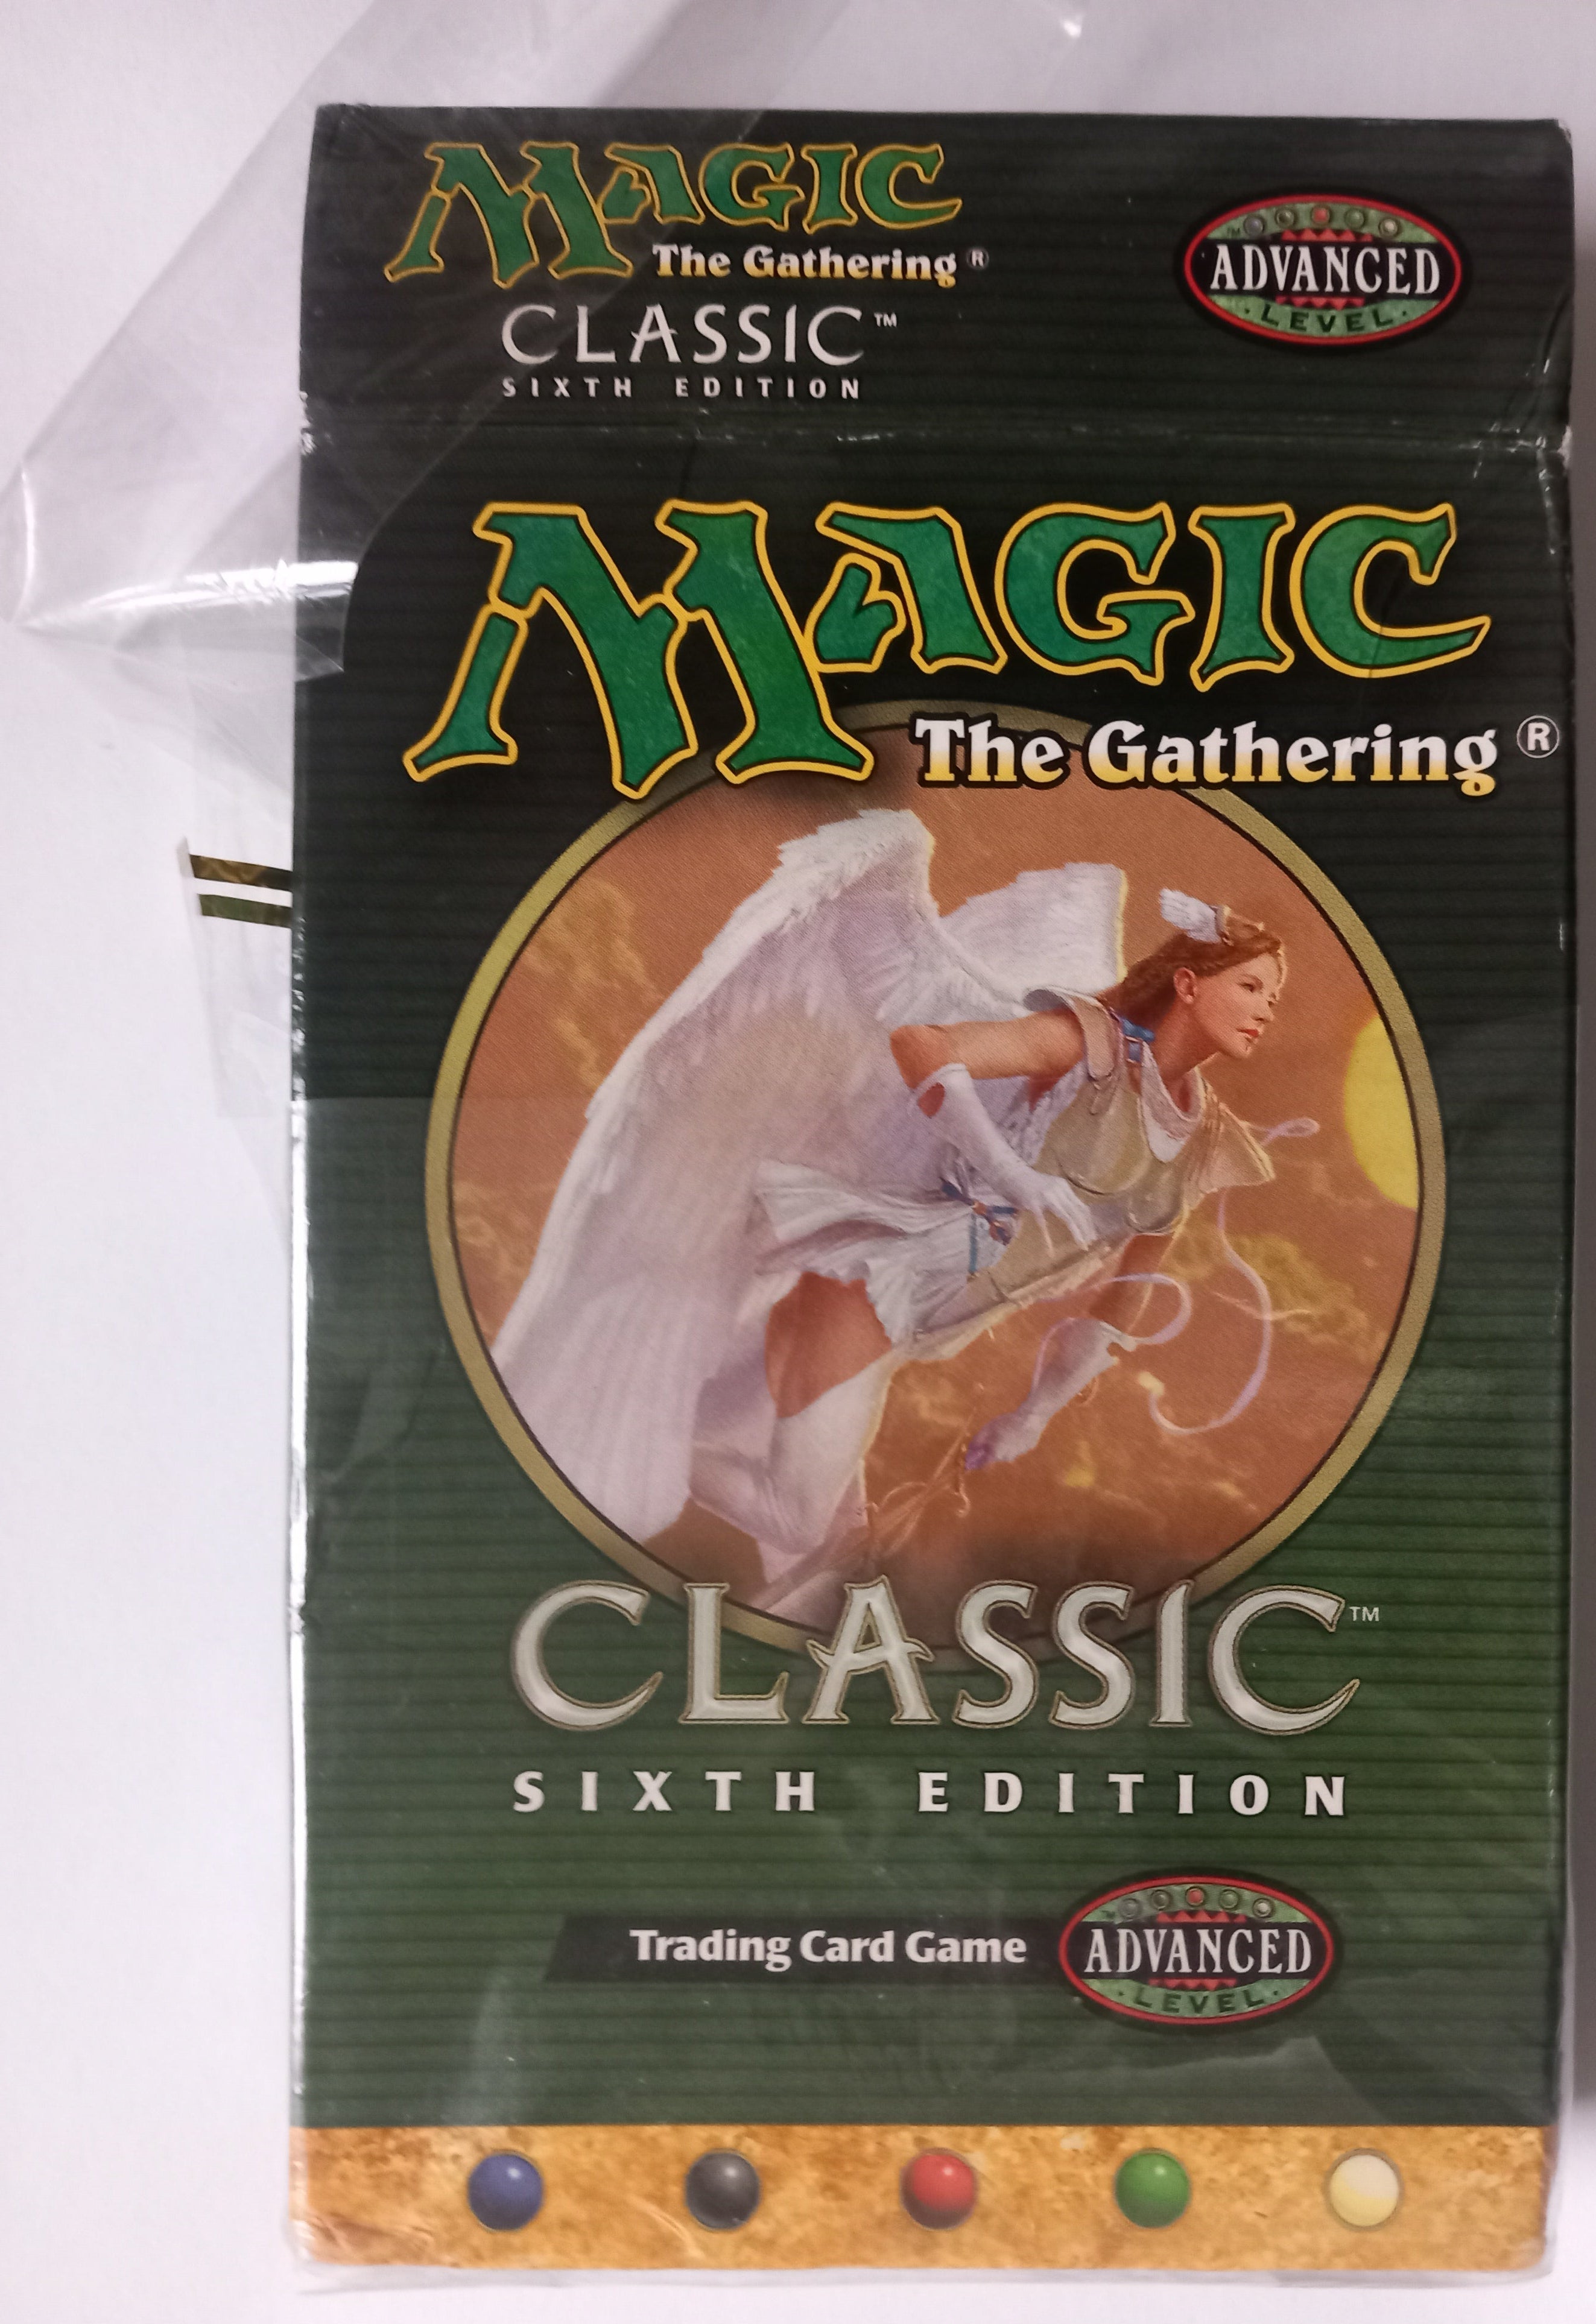 MAGIC
The Gathering®
CLASSIC™
SIXTH EDITION
ADVANCED
LEVEL
MAGIC
The Gathering®
CLASSIC™
SIXTH EDITION
Trading Card Game
ADVANCED
LEVEL